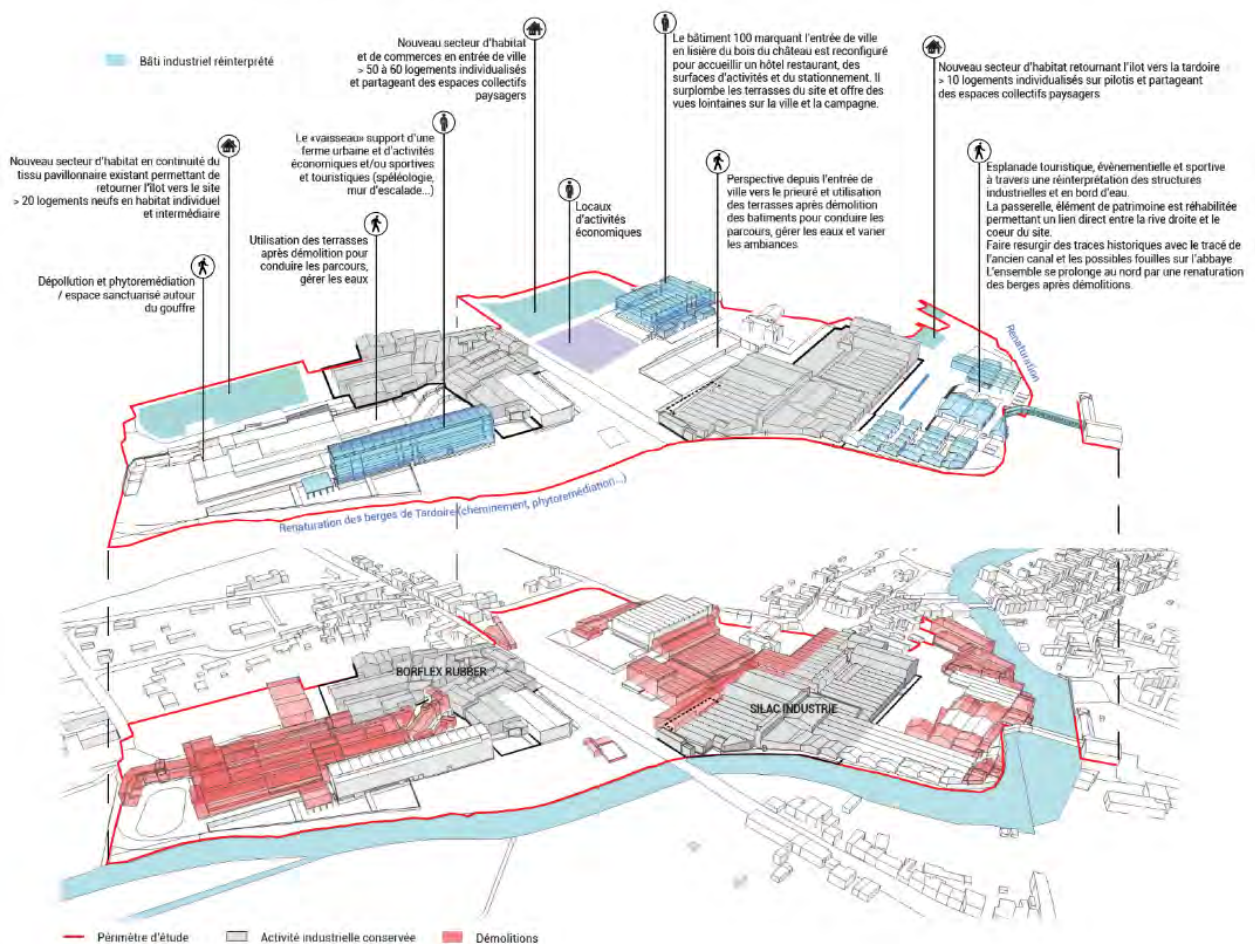 Bâti industriel réinterprété
Nouveau secteur d'habitat
et de commerces en entrée de ville
> 50 à 60 logements individualisés
et partageant des espaces collectifs
paysagers
Le bâtiment 100 marquant l'entrée de ville
en lisière du bois du château est reconfiguré
pour accueillir un hôtel restaurant, des
surfaces d'activités et du stationnement. Il
surplombe les terrasses du site et offre des
vues lointaines sur la ville et la campagne.
Nouveau secteur d'habitat retournant l'îlot vers la tardoire
> 10 logements individualisés sur pilotis et partageant
des espaces collectifs paysagers
Nouveau secteur d'habitat en continuité du
tissu pavillonnaire existant permettant de
retourner l'îlot vers le site
> 20 logements neufs en habitat individuel
et intermédiaire
Le «vaisseau» support d'une
ferme urbaine et d'activités
économiques et/ou sportives
et touristiques (spéléologie,
mur d'escalade...)
Locaux
d'activités
économiques
Perspective depuis l'entrée de
ville vers le prieuré et utilisation
des terrasses après démolition
des batiments pour conduire les
parcours, gérer les eaux et varier
les ambiances
Esplanade touristique, évènementielle et sportive
à travers une réinterprétation des structures
industrielles et en bord d'eau.
La passerelle, élément de patrimoine est réhabilitée
permettant un lien direct entre la rive droite et le
coeur du site.
Faire resurgir des traces historiques avec le tracé de
l'ancien canal et les possibles fouilles sur l'abbaye
L'ensemble se prolonge au nord par une renaturation
des berges après démolitions.
Utilisation des terrasses
après démolition pour
conduire les parcours,
gérer les eaux
Dépollution et phytoremédiation
/ espace sanctuarisé autour
du gouffre
Renaturation
Renaturation des berges de Tardoire (cheminement, phytoremédiation...)
BORFLEX RUBBER
SILAC INDUSTRIE
Périmètre d'étude
Activité industrielle conservée
Démolitions